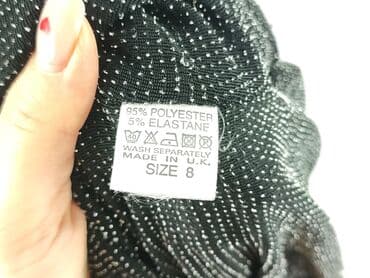 95% POLYESTER
5% ELASTANE
WASH SEPARATELY
MADE IN U.K.
SIZE 8